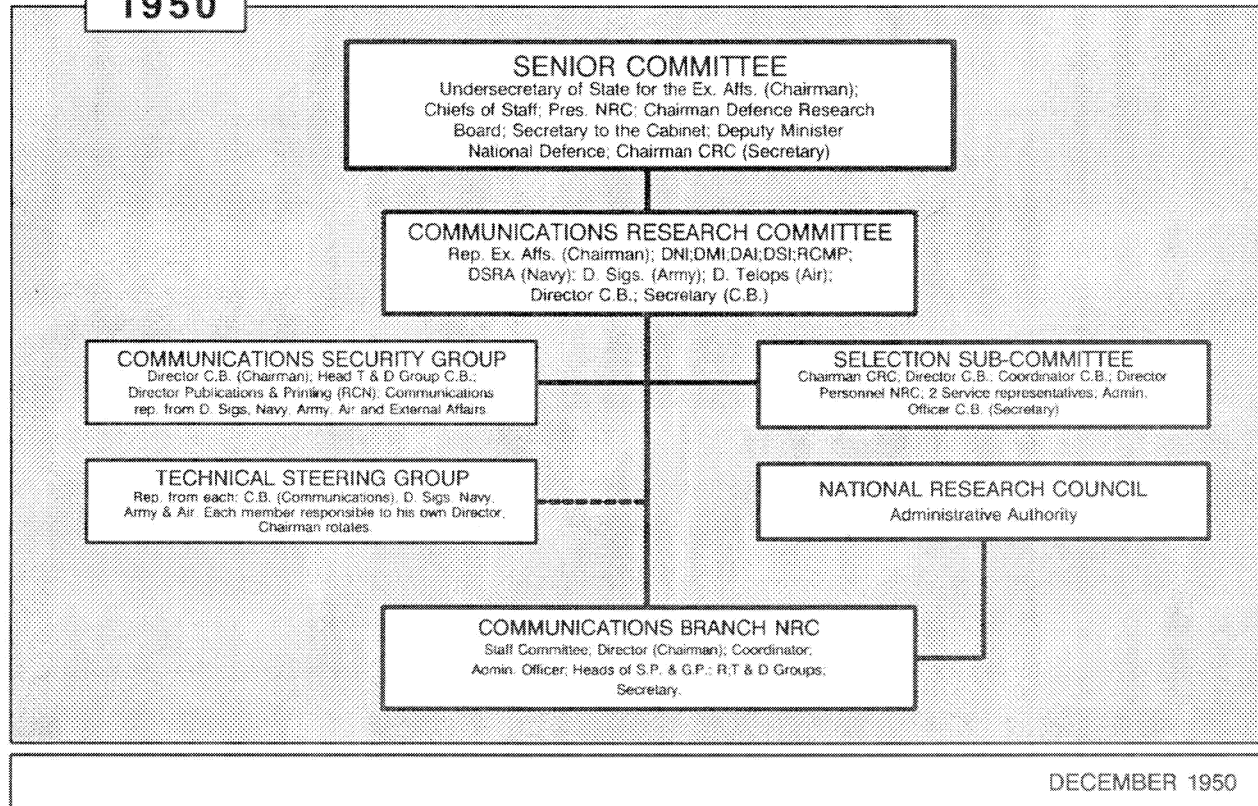 1950
SENIOR COMMITTEE
Undersecretary of State for the Ex. Affs. (Chairman);
Chiefs of Staff; Pres. NRC; Chairman Defence Research
Board; Secretary to the Cabinet; Deputy Minister
National Defence; Chairman CRC (Secretary)
COMMUNICATIONS RESEARCH COMMITTEE
Rep. Ex. Affs. (Chairman); DNI;DMI;DAI;DSI;RCMP;
DSRA (Navy); D. Sigs. (Army); D. Telops (Air);
Director C.B.; Secretary (C.B.)
COMMUNICATIONS SECURITY GROUP
Director C.B. (Chairman); Head T & D Group C.B.;
Director Publications & Printing (RCN); Communications
rep. from D. Sigs, Navy, Army, Air and External Affairs
SELECTION SUB-COMMITTEE
Chairman CRC; Director C.B.; Coordinator C.B.; Director
Personnel NRC; 2 Service representatives; Admin.
Officer C.B. (Secretary)
TECHNICAL STEERING GROUP
Rep. from each: C.B. (Communications), D. Sigs. Navy,
Army & Air. Each member responsible to his own Director;
Chairman rotates.
NATIONAL RESEARCH COUNCIL
Administrative Authority
COMMUNICATIONS BRANCH NRC
Staff Committee; Director (Chairman); Coordinator;
Admin. Officer; Heads of S.P. & G.P.; R,T & D Groups;
Secretary.
DECEMBER 1950